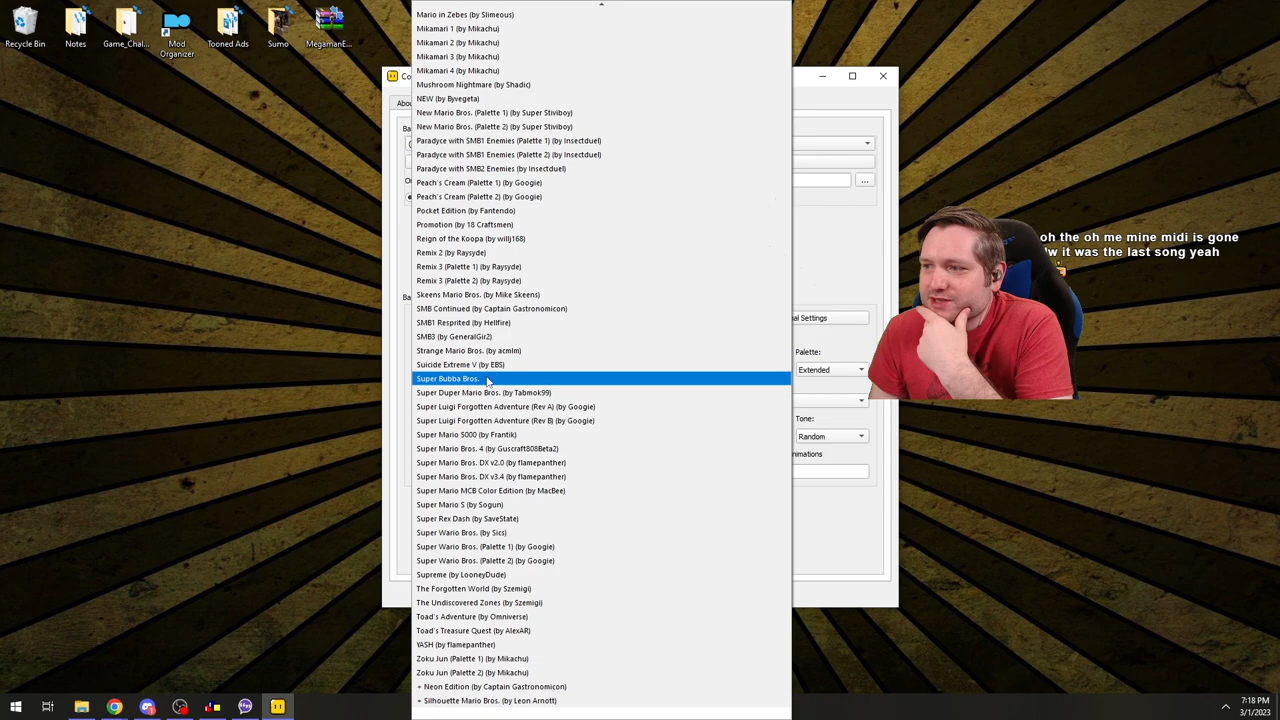 Recycle Bin
Notes
Game_Chal...
Mod
Organizer
Tooned Ads
Sumo
MegamanE...
Mario in Zebes (by Slimeous)
Mikamari 1 (by Mikachu)
Mikamari 2 (by Mikachu)
Mikamari 3 (by Mikachu)
Mikamari 4 (by Mikachu)
Mushroom Nightmare (by Shadic)
NEW (by Byvegeta)
New Mario Bros. (Palette 1) (by Super Stiviboy)
New Mario Bros. (Palette 2) (by Super Stiviboy)
Paradyce with SMB1 Enemies (Palette 1) (by Insectduel)
Paradyce with SMB1 Enemies (Palette 2) (by Insectduel)
Paradyce with SMB2 Enemies (by Insectduel)
Peach's Cream (Palette 1) (by Googie)
Peach's Cream (Palette 2) (by Googie)
Pocket Edition (by Fantendo)
Promotion (by 18 Craftsmen)
Reign of the Koopa (by willj168)
Remix 2 (by Raysyde)
Remix 3 (Palette 1) (by Raysyde)
Remix 3 (Palette 2) (by Raysyde)
Skeens Mario Bros. (by Mike Skeens)
SMB Continued (by Captain Gastronomicon)
SMB1 Resprited (by Hellfire)
SMB3 (by GeneralGir2)
Strange Mario Bros. (by acmlm)
Suicide Extreme V (by EBS)
Super Bubba Bros.
Super Duper Mario Bros. (by Tabmok99)
Super Luigi Forgotten Adventure (Rev A) (by Googie)
Super Luigi Forgotten Adventure (Rev B) (by Googie)
Super Mario 5000 (by Frantik)
Super Mario Bros. 4 (by Guscraft808Beta2)
Super Mario Bros. DX v2.0 (by flamepanther)
Super Mario Bros. DX v3.4 (by flamepanther)
Super Mario MCB Color Edition (by MacBee)
Super Mario S (by Sogun)
Super Rex Dash (by SaveState)
Super Wario Bros. (by Sics)
Super Wario Bros. (Palette 1) (by Googie)
Super Wario Bros. (Palette 2) (by Googie)
Supreme (by LooneyDude)
The Forgotten World (by Szemigi)
The Undiscovered Zones (by Szemigi)
Toad's Adventure (by Omniverse)
Toad's Treasure Quest (by AlexAR)
YASH (by flamepanther)
Zoku Jun (Palette 1) (by Mikachu)
Zoku Jun (Palette 2) (by Mikachu)
+ Neon Edition (by Captain Gastronomicon)
+ Silhouette Mario Bros. (by Leon Arnott)
Co
Abou
Ba
Ou
Ba
...
nal Settings
Palette:
Extended
Tone:
Random
nimations
oh the oh me mine midi is gone
lw it was the last song yeah
7:18 PM
3/1/2023